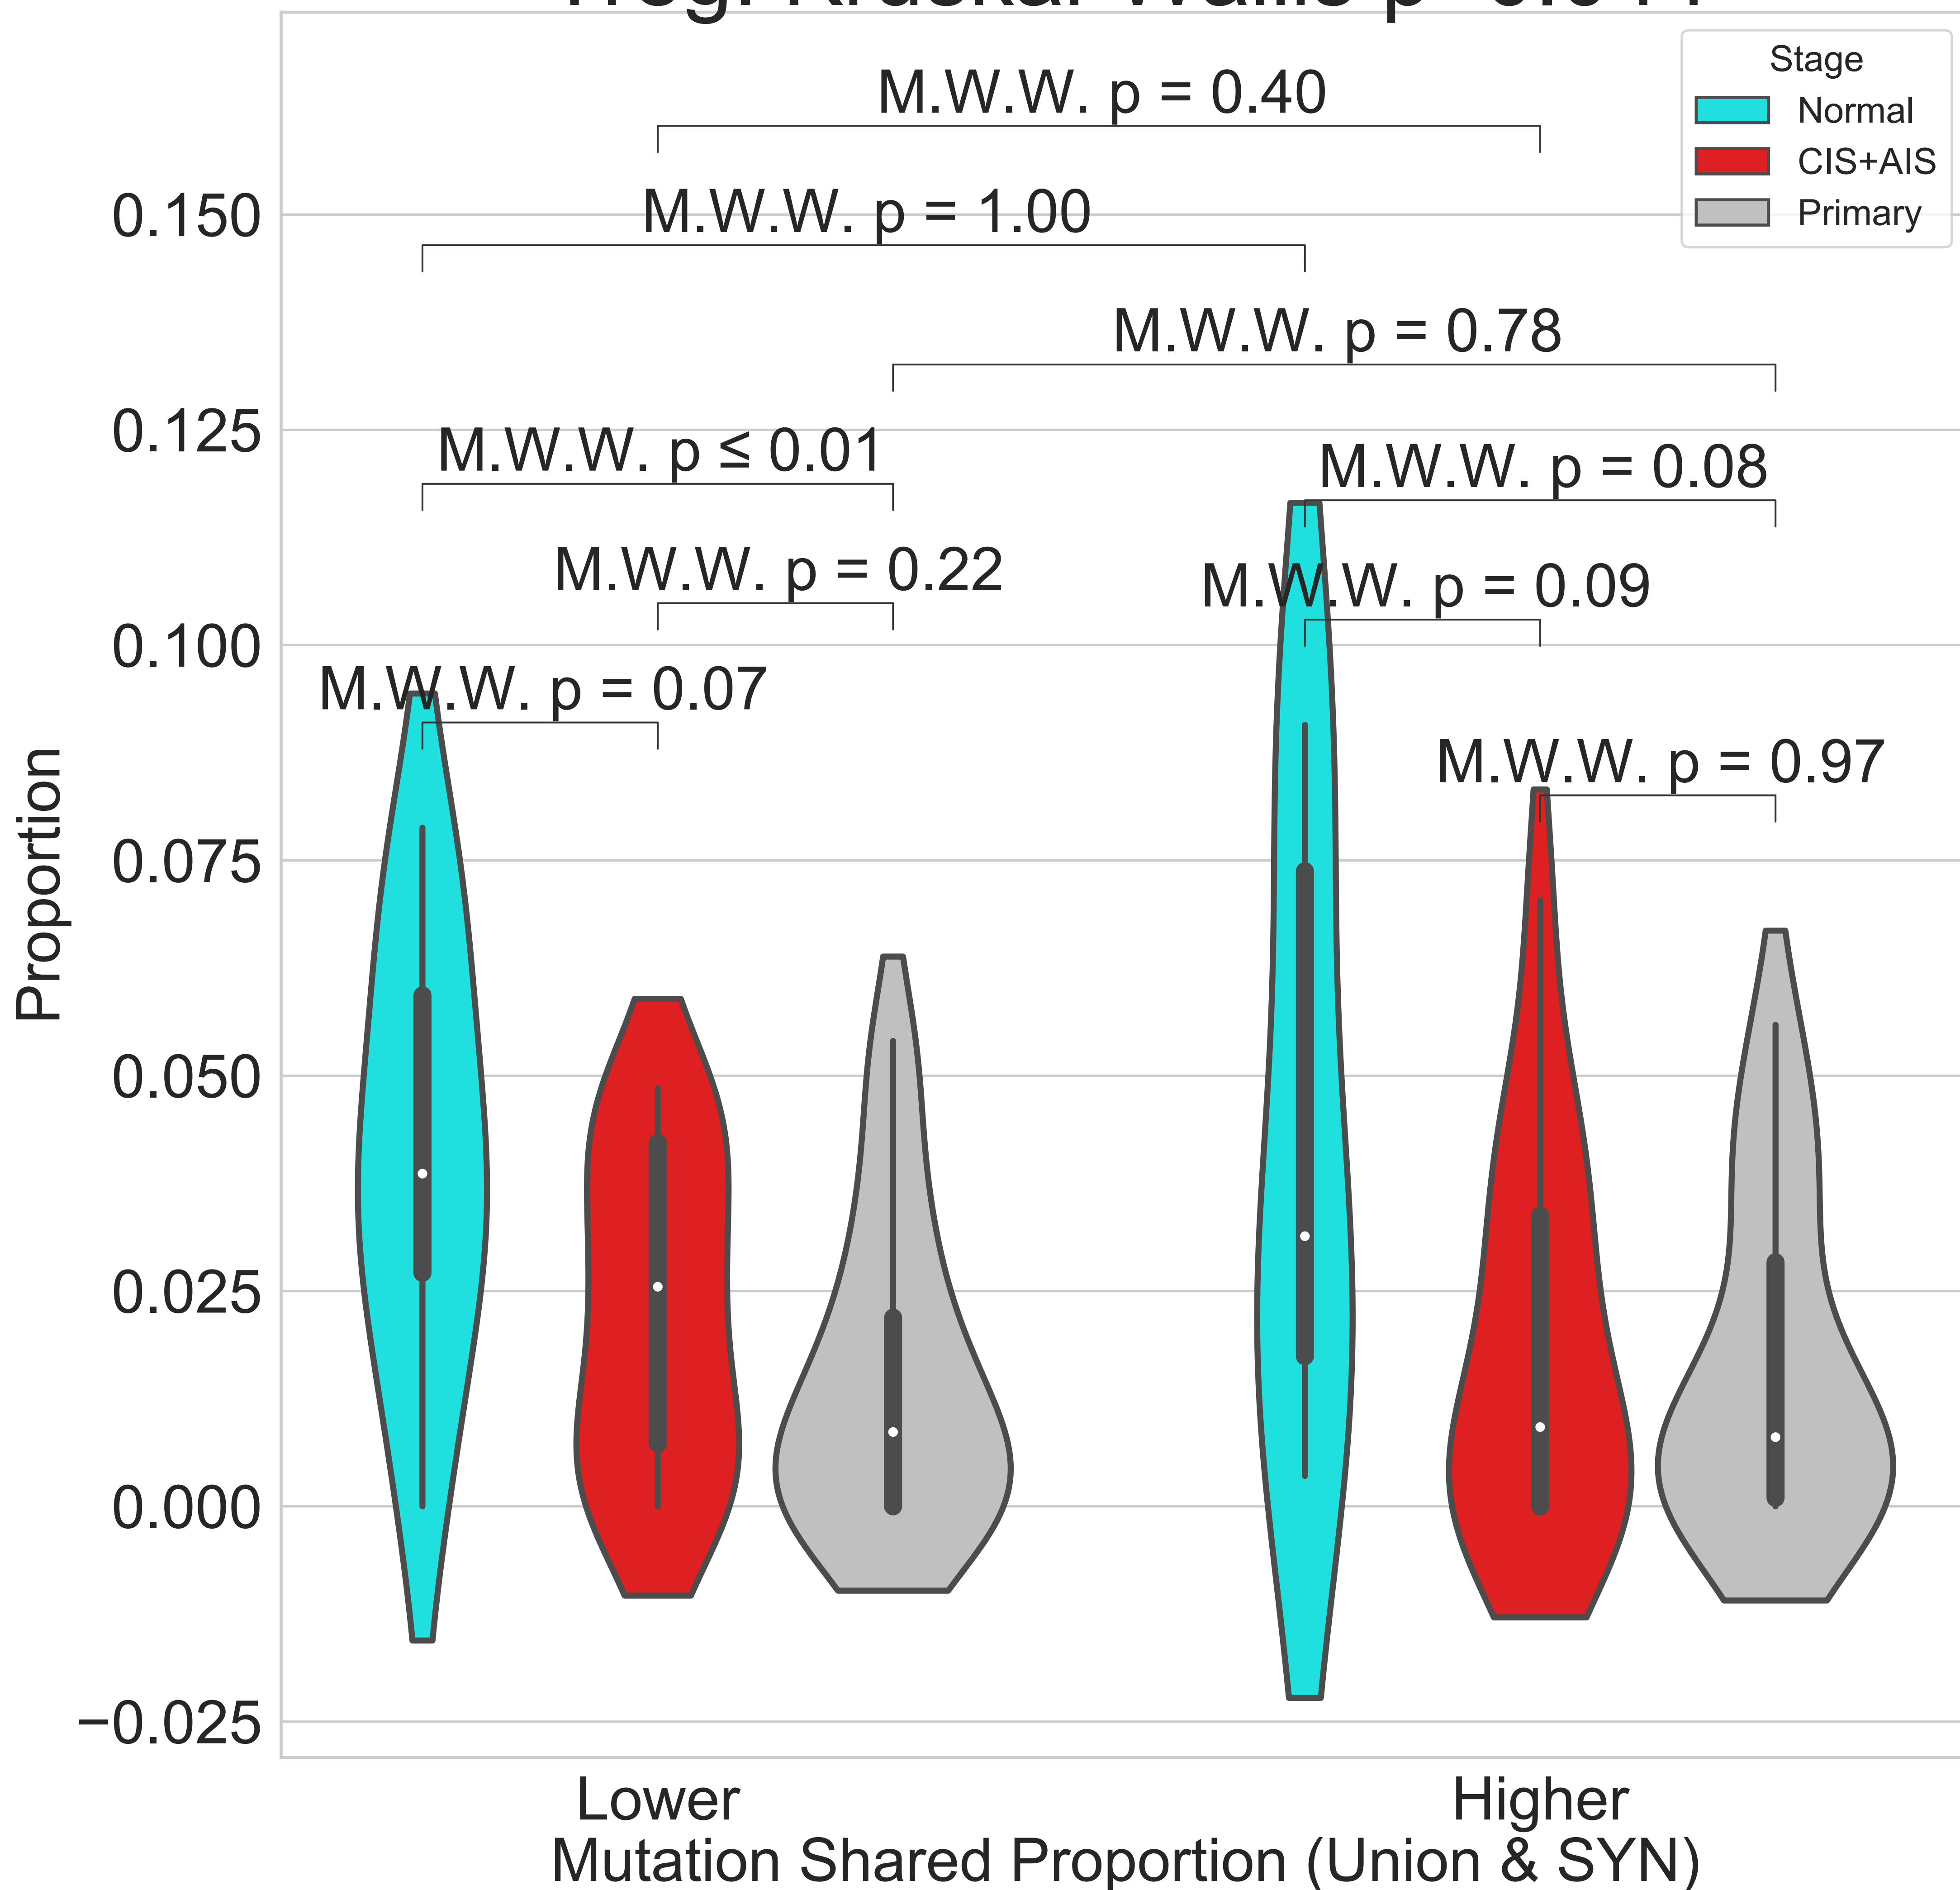 Stage
Normal
CIS+AIS
Primary
M.W.W. p = 0.40
M.W.W. p = 1.00
M.W.W. p = 0.78
M.W.W. p ≤ 0.01
M.W.W. p = 0.08
M.W.W. p = 0.22
M.W.W. p = 0.09
M.W.W. p = 0.07
M.W.W. p = 0.97
0.150
0.125
0.100
0.075
0.050
0.025
0.000
−0.025
Proportion
Lower
Higher
Mutation Shared Proportion (Union & SYN)